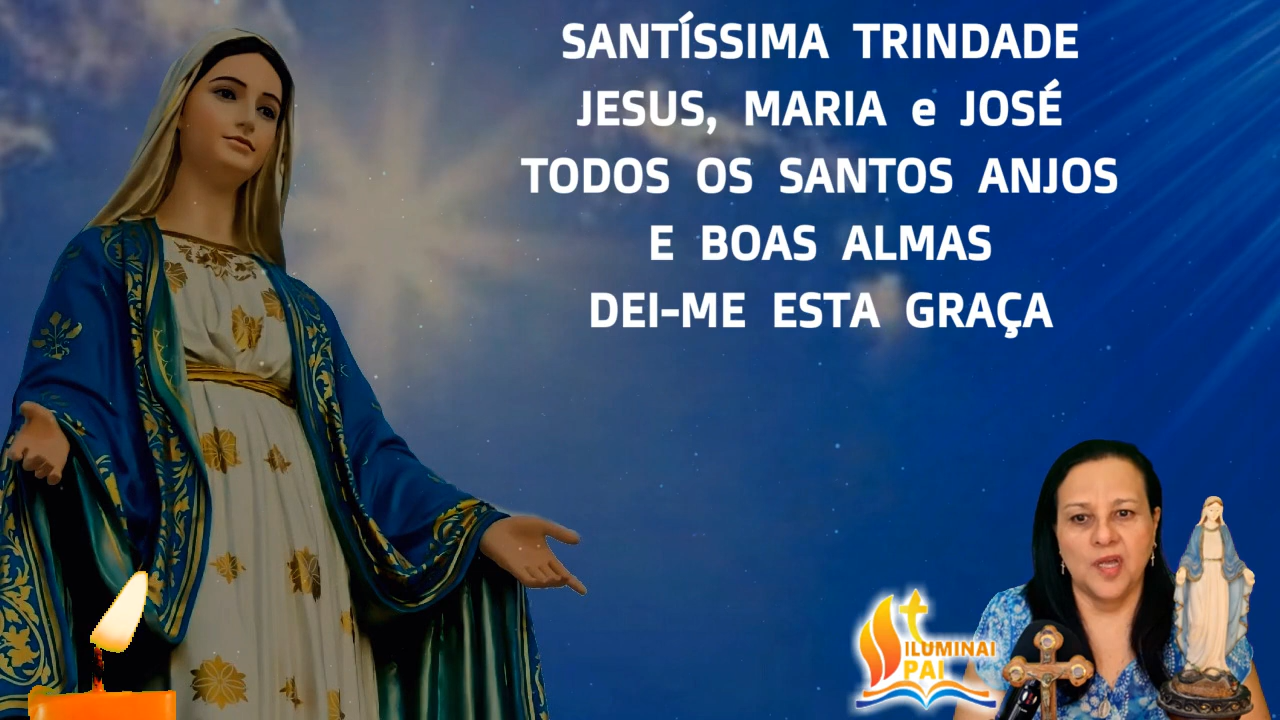 SANTÍSSIMA TRINDADE
JESUS, MARIA e JOSÉ
TODOS OS SANTOS ANJOS
E BOAS ALMAS
DEI-ME ESTA GRAÇA
ILUMINAI
PAI